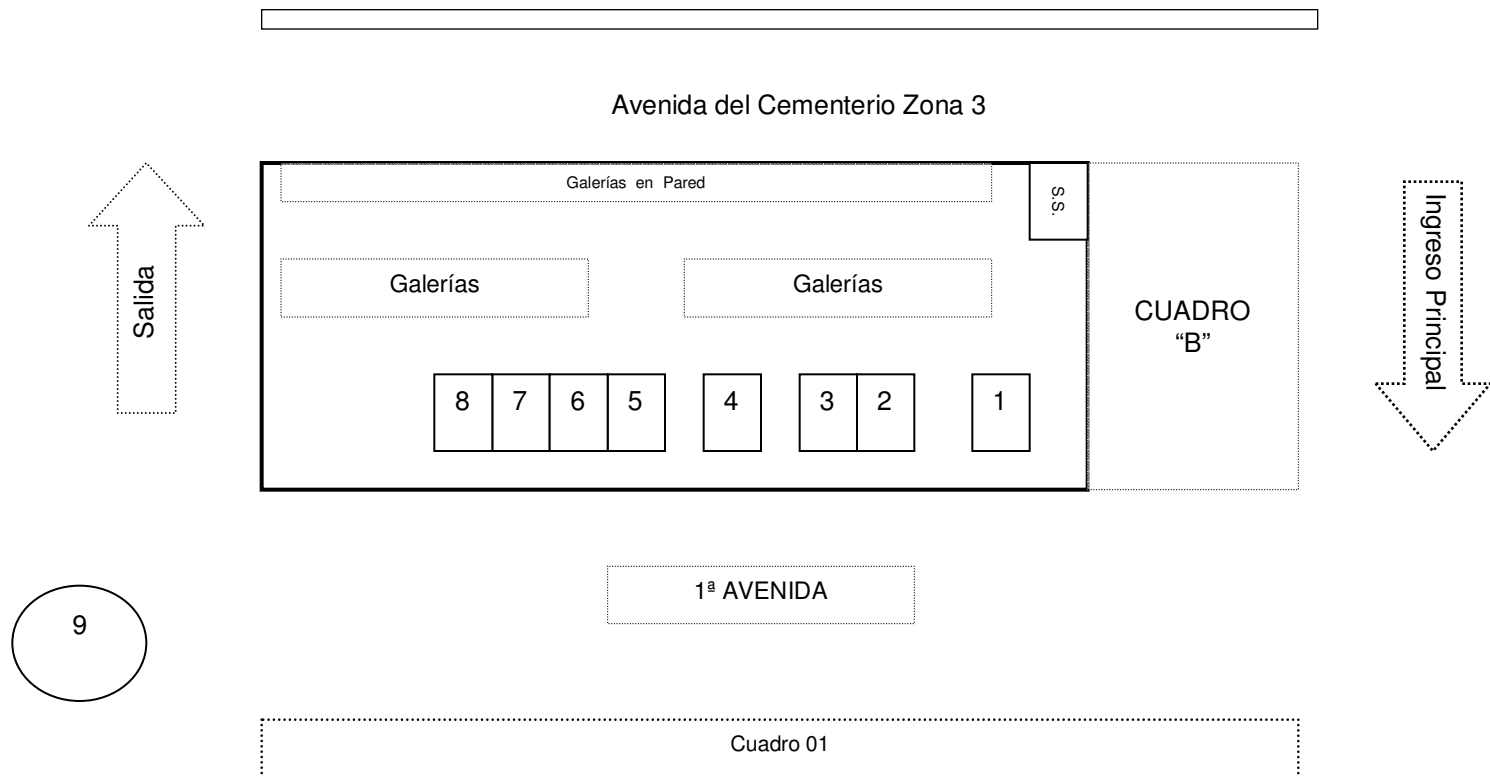 Avenida del Cementerio Zona 3
Galerías en Pared
S.S.
Salida
Galerías
Galerías
CUADRO
“B”
Ingreso Principal
8
7
6
5
4
3
2
1
1ª AVENIDA
9
Cuadro 01